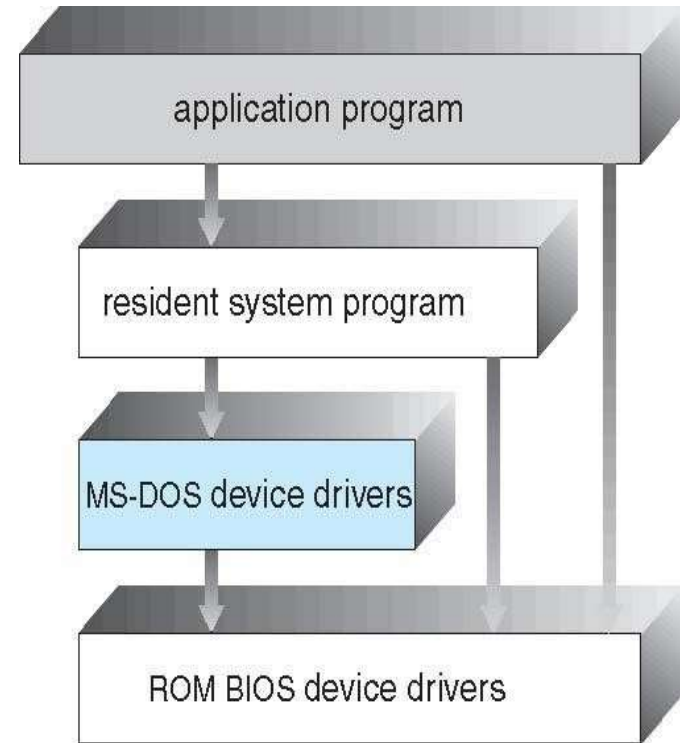 application program
resident system program
MS-DOS device drivers
ROM BIOS device drivers